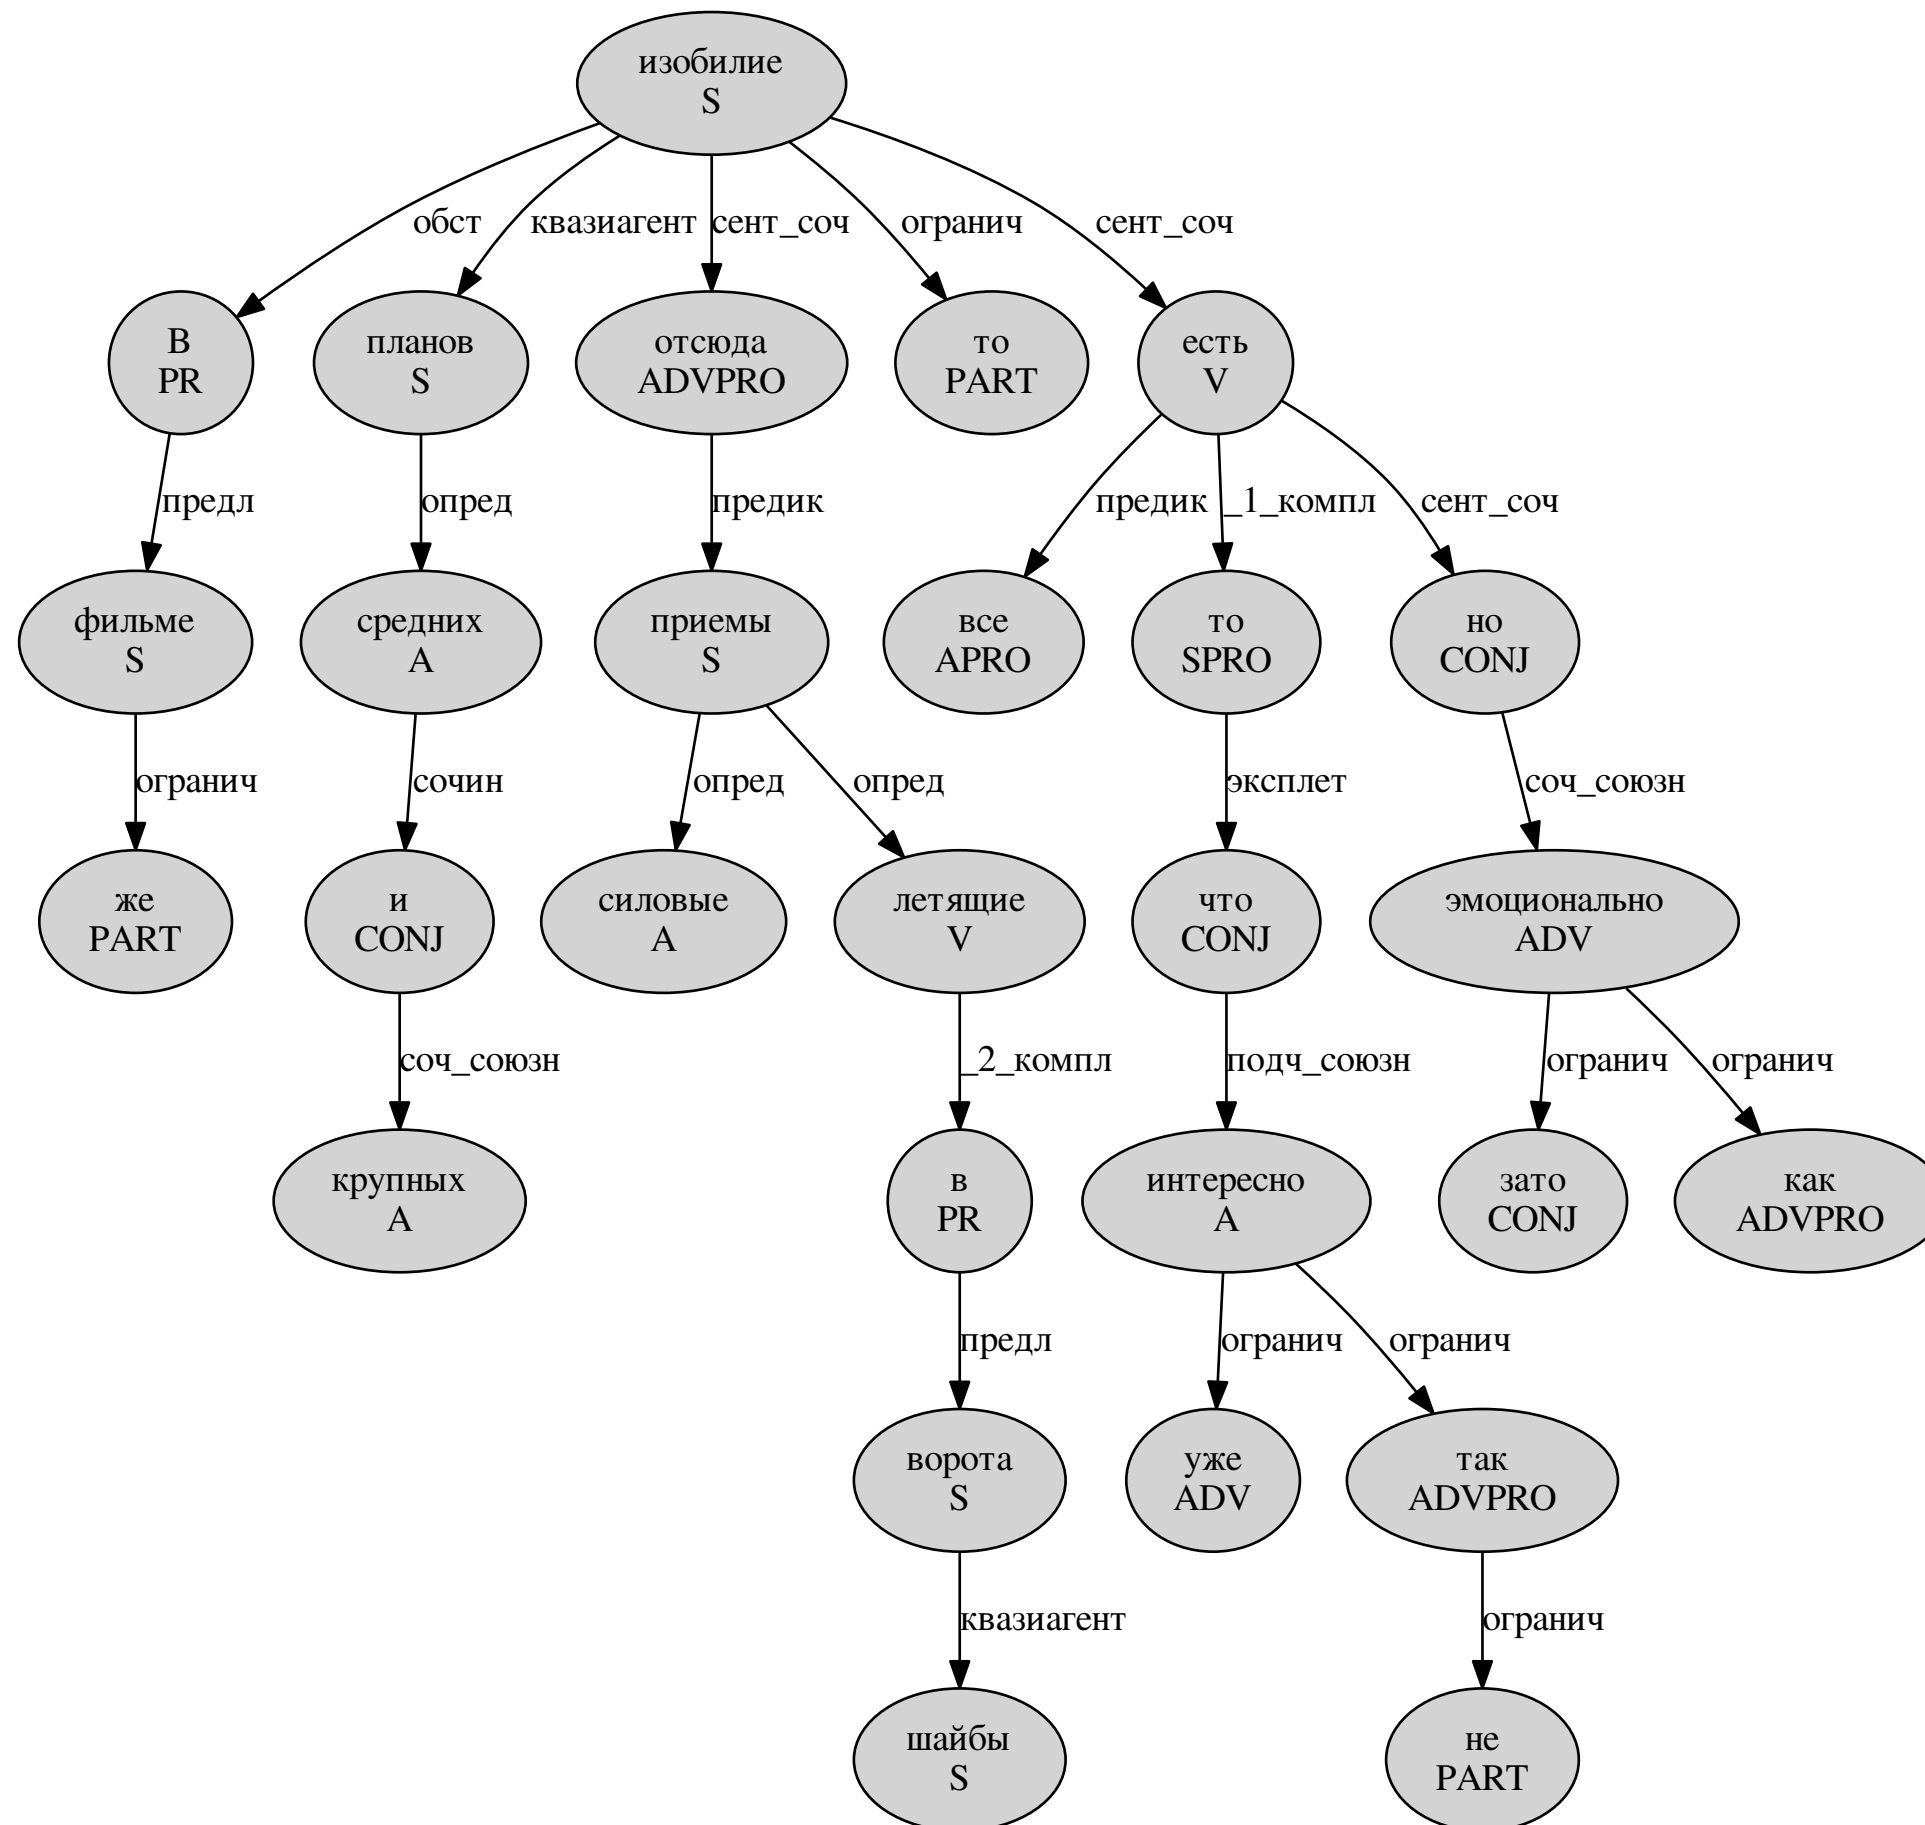 изобилие
S
обст
квазиагент
сент_соч
огранич
сент_соч
В
PR
планов
S
отсюда
ADVPRO
то
PART
есть
V
предл
опред
предик
предик
_1_компл
сент_соч
фильме
S
средних
A
приемы
S
все
APRO
то
SPRO
но
CONJ
огранич
сочин
опред
опред
эксплет
соч_союзн
же
PART
и
CONJ
силовые
A
летящие
V
что
CONJ
эмоционально
ADV
соч_союзн
_2_компл
подч_союзн
огранич
огранич
крупных
A
в
PR
интересно
A
зато
CONJ
как
ADVPRO
предл
огранич
огранич
ворота
S
уже
ADV
так
ADVPRO
квазиагент
огранич
шайбы
S
не
PART